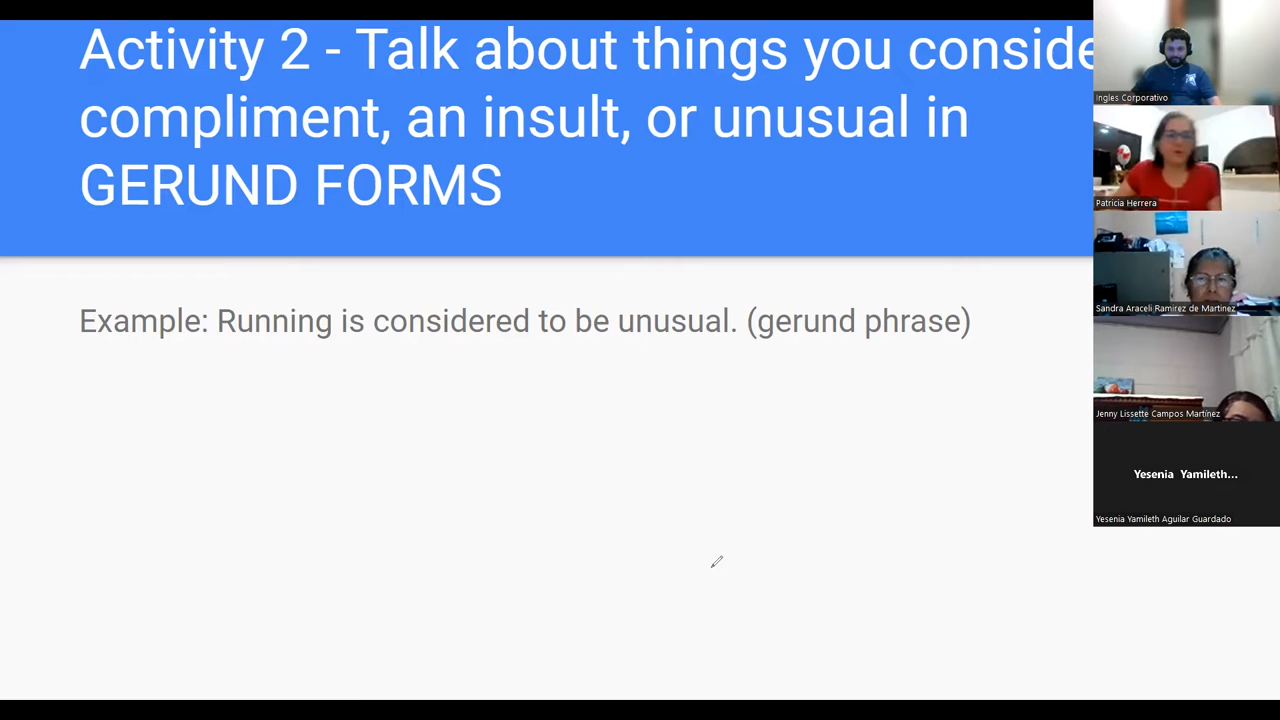 Activity 2 - Talk about things you conside
compliment, an insult, or unusual in
GERUND FORMS
Example: Running is considered to be unusual. (gerund phrase)
Ingles Corporativo
Patricia Herrera
Sandra Araceli Ramirez de Martinez
Jenny Lissette Campos Martínez
Yesenia Yamileth...
Yesenia Yamileth Aguilar Guardado